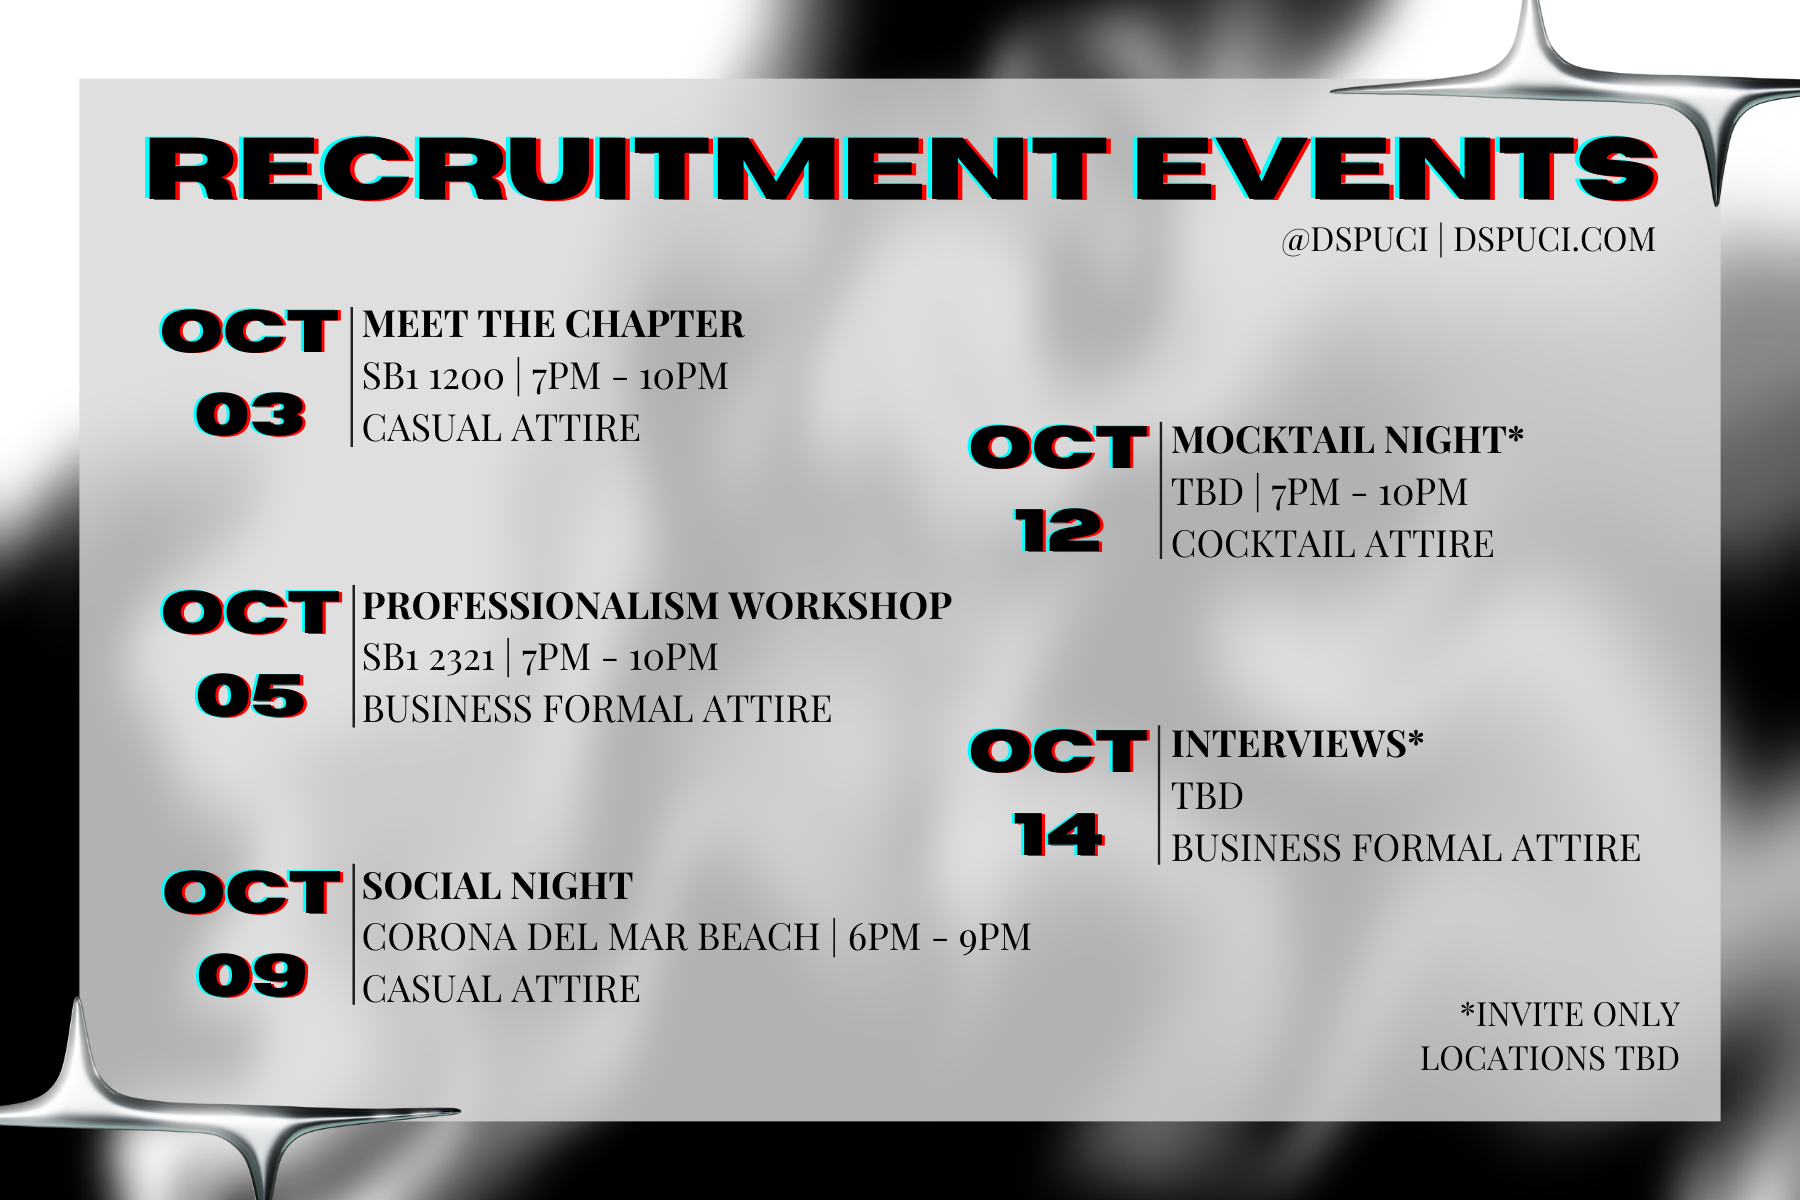 RECRUITMENT EVENTS
@DSPUCI | DSPUCI.COM
OCT
03
MEET THE CHAPTER
SB1 1200 | 7PM - 10PM
CASUAL ATTIRE
OCT
05
PROFESSIONALISM WORKSHOP
SB1 2321 | 7PM - 10PM
BUSINESS FORMAL ATTIRE
OCT
09
SOCIAL NIGHT
CORONA DEL MAR BEACH | 6PM - 9PM
CASUAL ATTIRE
OCT
12
MOCKTAIL NIGHT*
TBD | 7PM - 10PM
COCKTAIL ATTIRE
OCT
14
INTERVIEWS*
TBD
BUSINESS FORMAL ATTIRE
*INVITE ONLY
LOCATIONS TBD